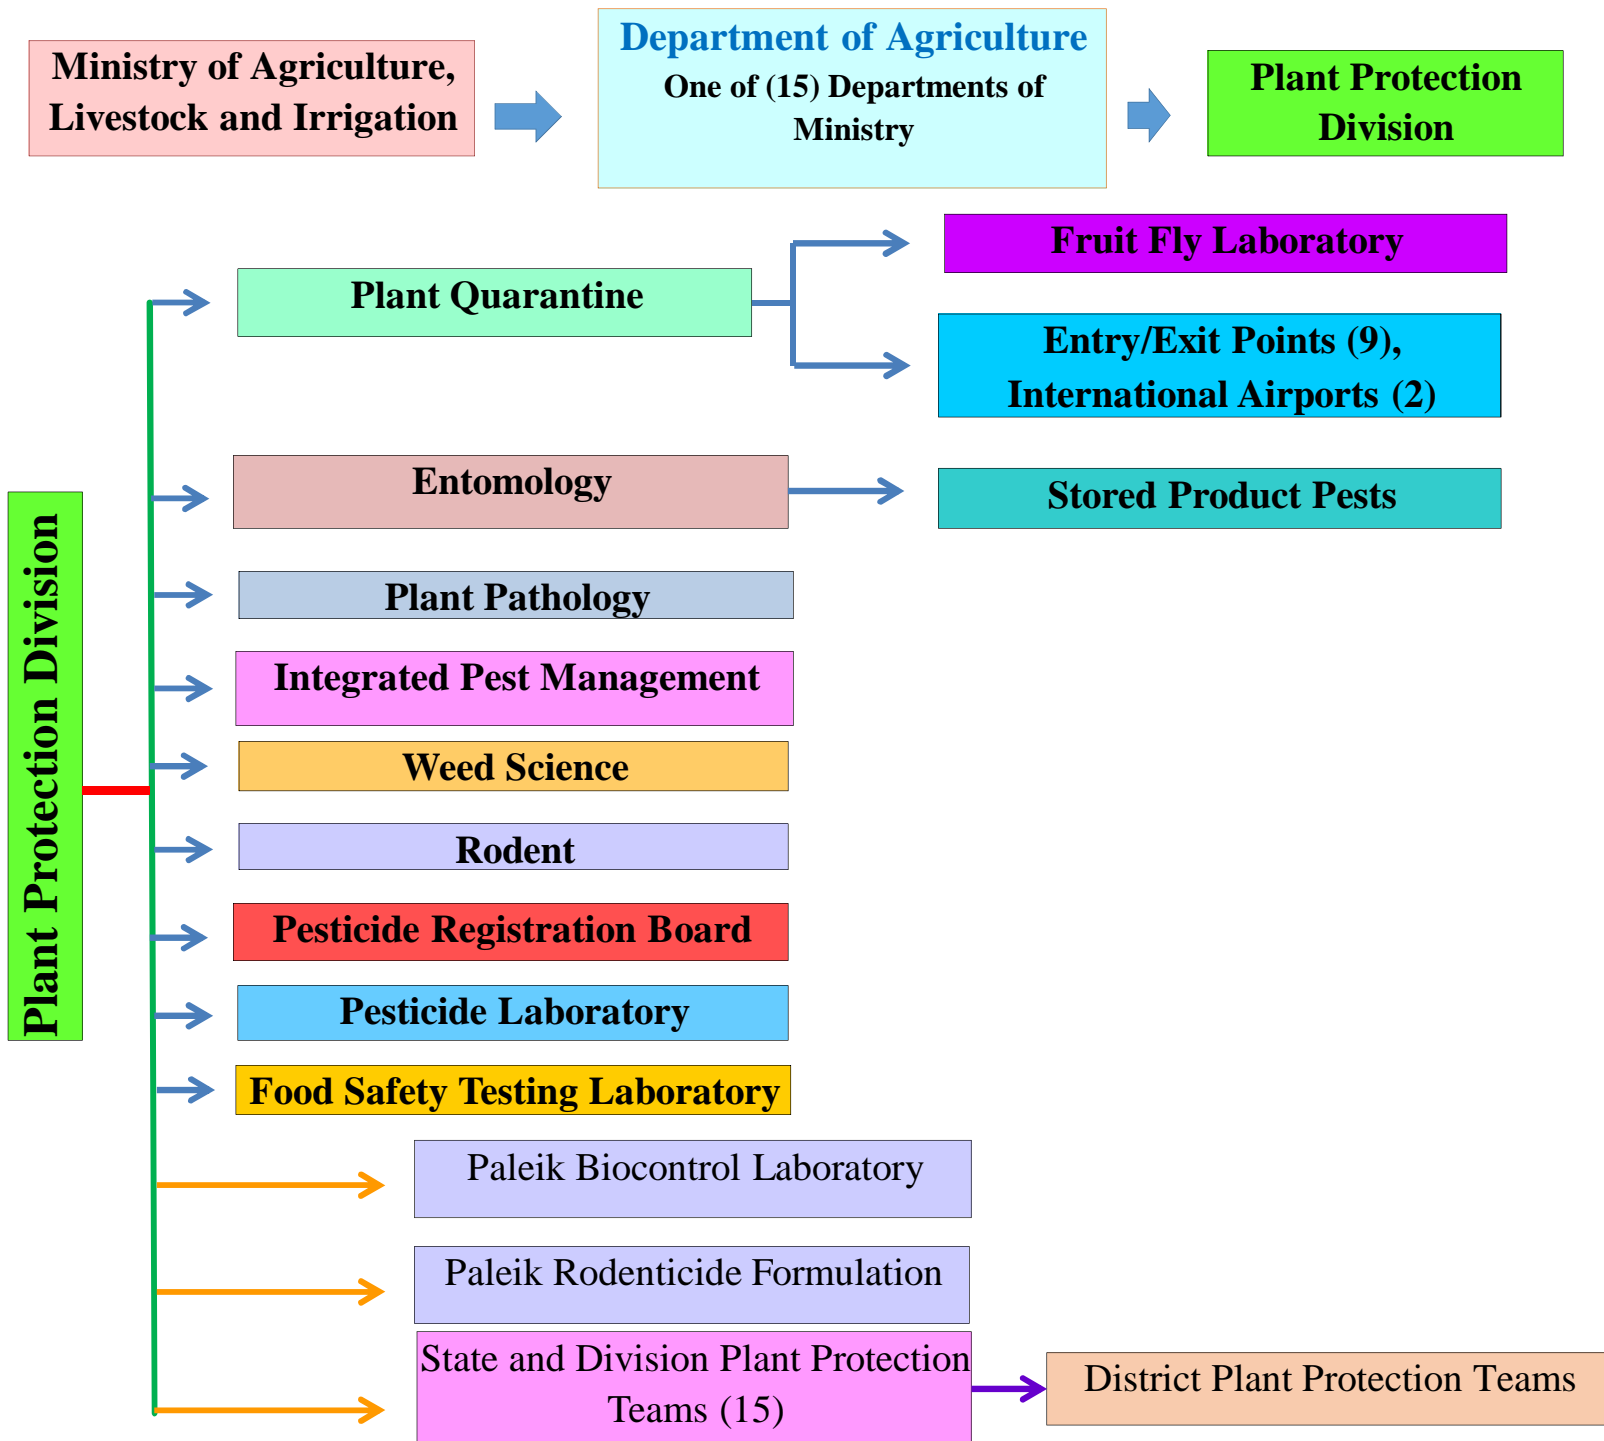 Ministry of Agriculture,
Livestock and Irrigation
Department of Agriculture
One of (15) Departments of
Ministry
Plant Protection
Division
Plant Protection Division
Plant Quarantine
Fruit Fly Laboratory
Entry/Exit Points (9),
International Airports (2)
Entomology
Stored Product Pests
Plant Pathology
Integrated Pest Management
Weed Science
Rodent
Pesticide Registration Board
Pesticide Laboratory
Food Safety Testing Laboratory
Paleik Biocontrol Laboratory
Paleik Rodenticide Formulation
State and Division Plant Protection
Teams (15)
District Plant Protection Teams